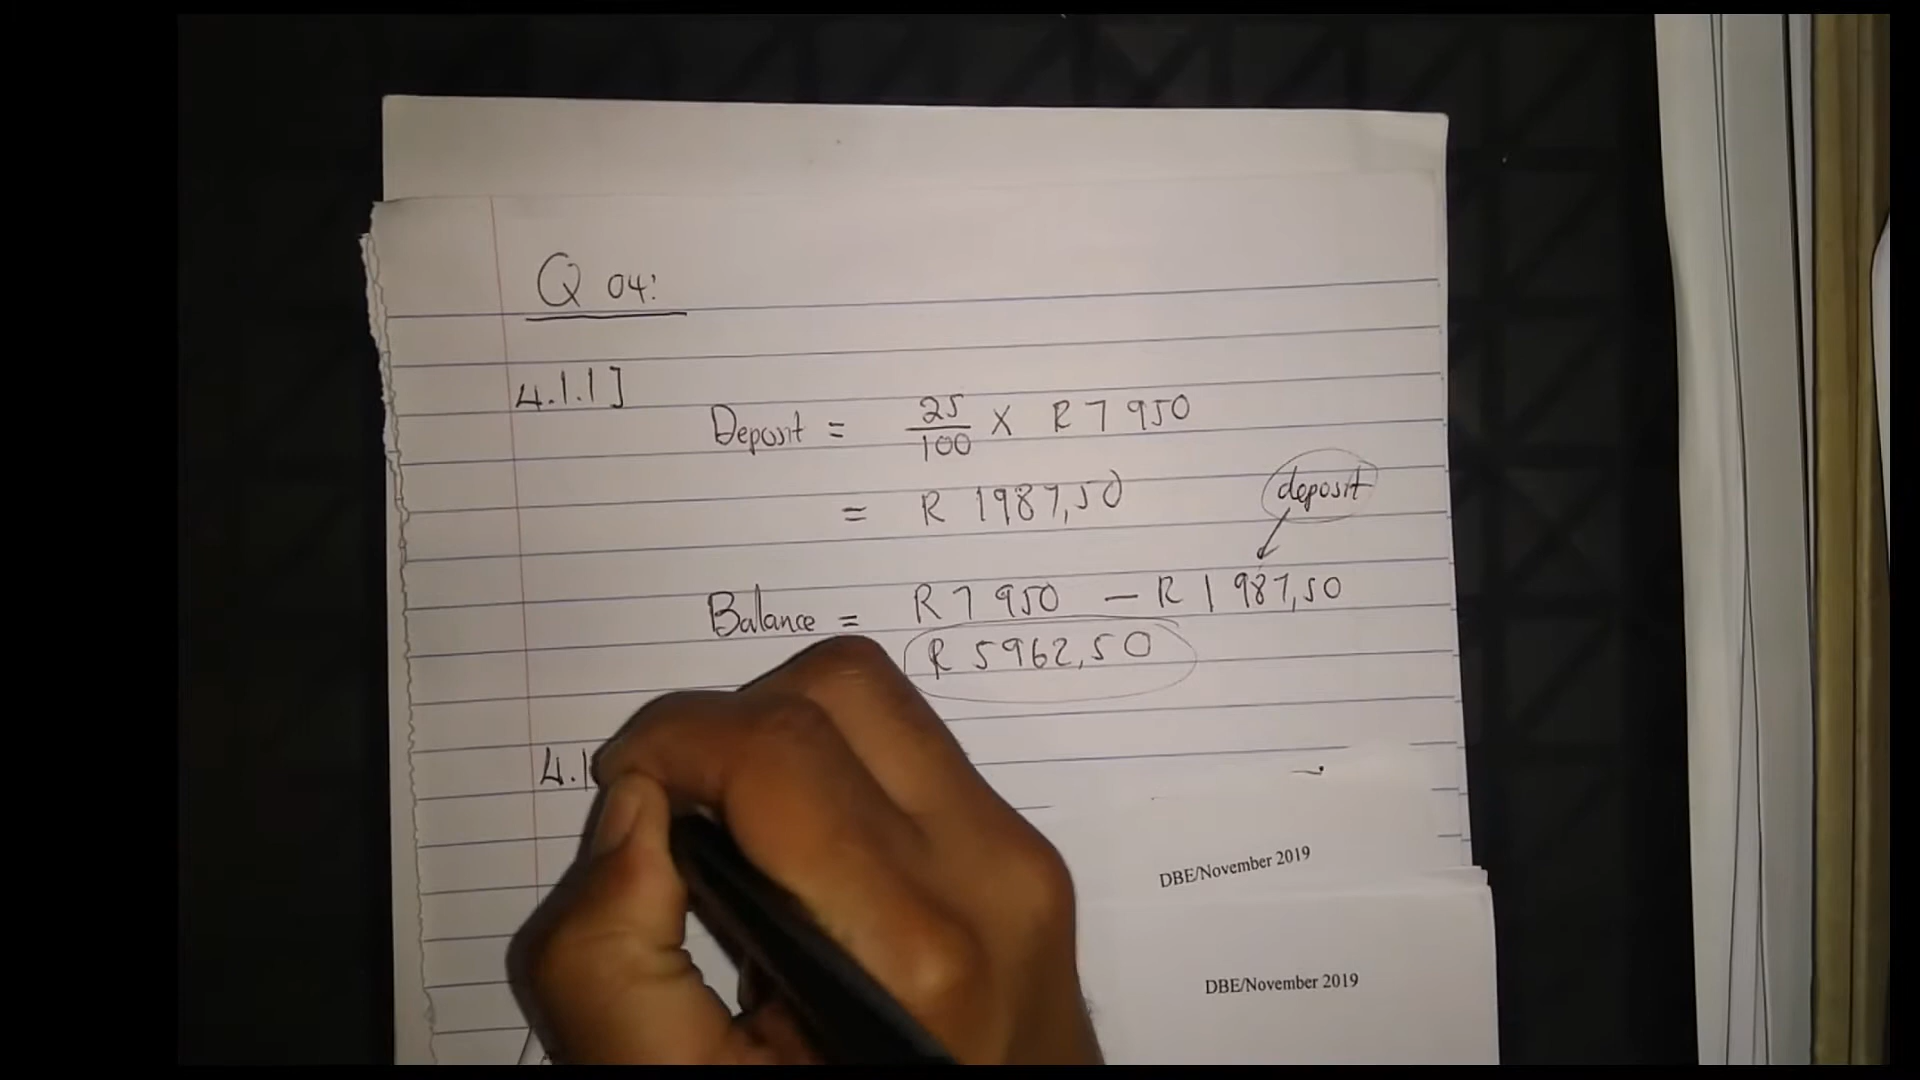 Q 04:
4.1.1]
Deposit = 25/100 × R 7 950
= R 1987,50
deposit
Balance = R 7 950 — R 1 987,50
R 5962,50
4.1
DBE/November 2019
DBE/November 2019